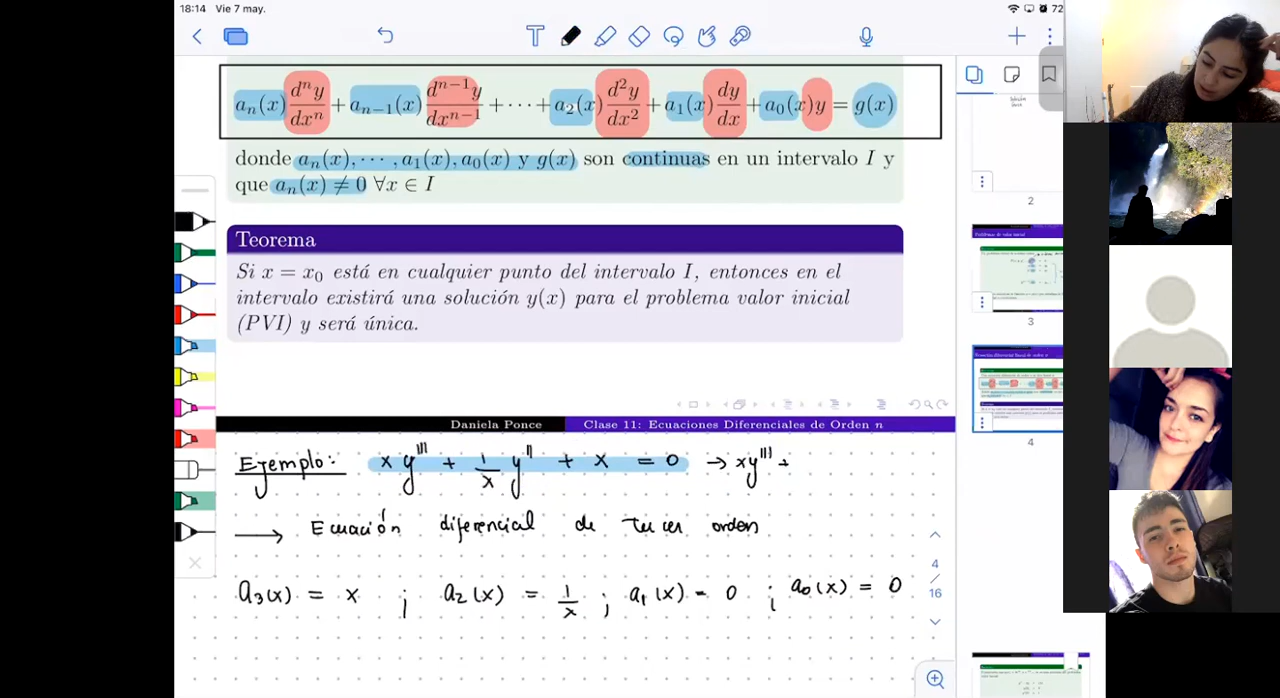 18:14 Vie 7 may.
72
a_n(x) d^n y/dx^n + a_{n-1}(x) d^{n-1}y/dx^{n-1} + ··· + a_2(x) d^2y/dx^2 + a_1(x) dy/dx + a_0(x)y = g(x)
donde a_n(x), ··· , a_1(x), a_0(x) y g(x) son continuas en un intervalo I y
que a_n(x) ≠ 0 ∀x ∈ I
Teorema
Si x = x_0 está en cualquier punto del intervalo I, entonces en el
intervalo existirá una solución y(x) para el problema valor inicial
(PVI) y será única.
Daniela Ponce Clase 11: Ecuaciones Diferenciales de Orden n
Ejemplo: x y''' + 1/x y'' + x = 0 → xy''' +
→ Ecuación diferencial de tercer orden
a_3(x) = x ; a_2(x) = 1/x ; a_1(x) = 0 ; a_0(x) = 0
4
/
16
2
3
4